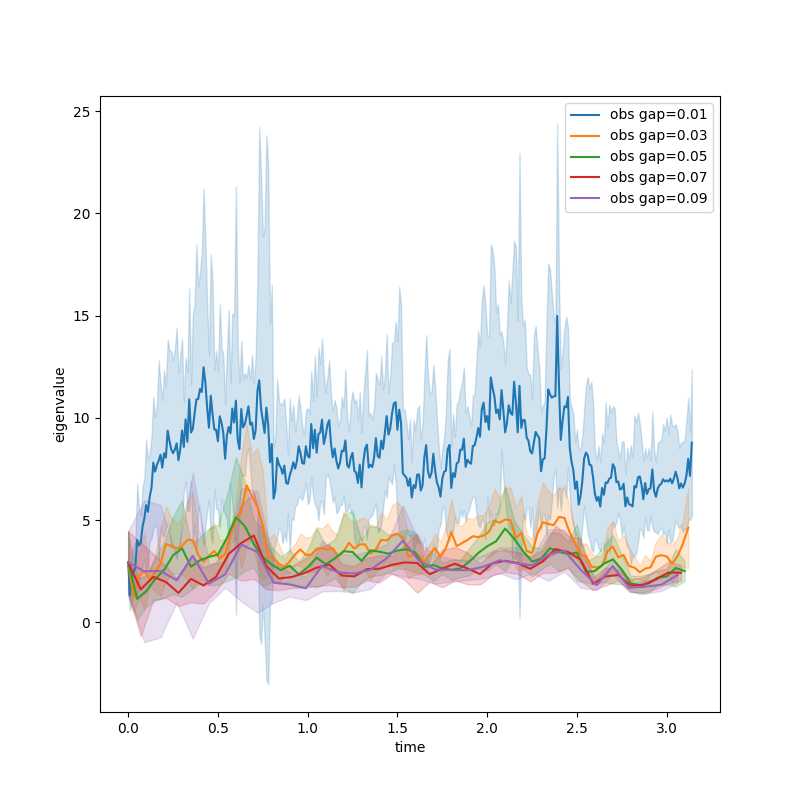 25
20
15
10
5
0
eigenvalue
obs gap=0.01
obs gap=0.03
obs gap=0.05
obs gap=0.07
obs gap=0.09
0.0 0.5 1.0 1.5 2.0 2.5 3.0
time